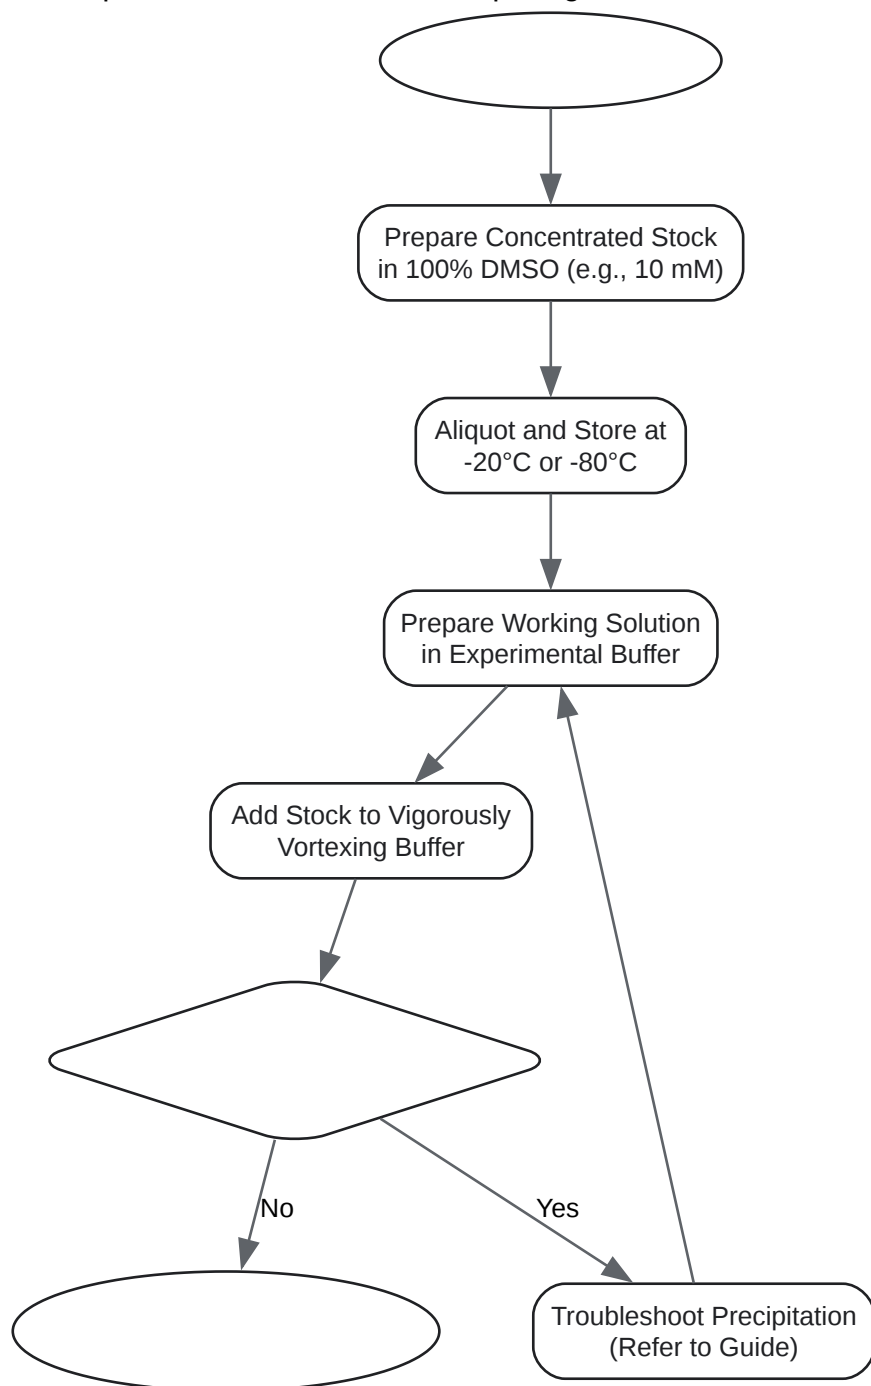 Prepare Concentrated Stock
in 100% DMSO (e.g., 10 mM)
Aliquot and Store at
-20°C or -80°C
Prepare Working Solution
in Experimental Buffer
Add Stock to Vigorously
Vortexing Buffer
No
Yes
Troubleshoot Precipitation
(Refer to Guide)